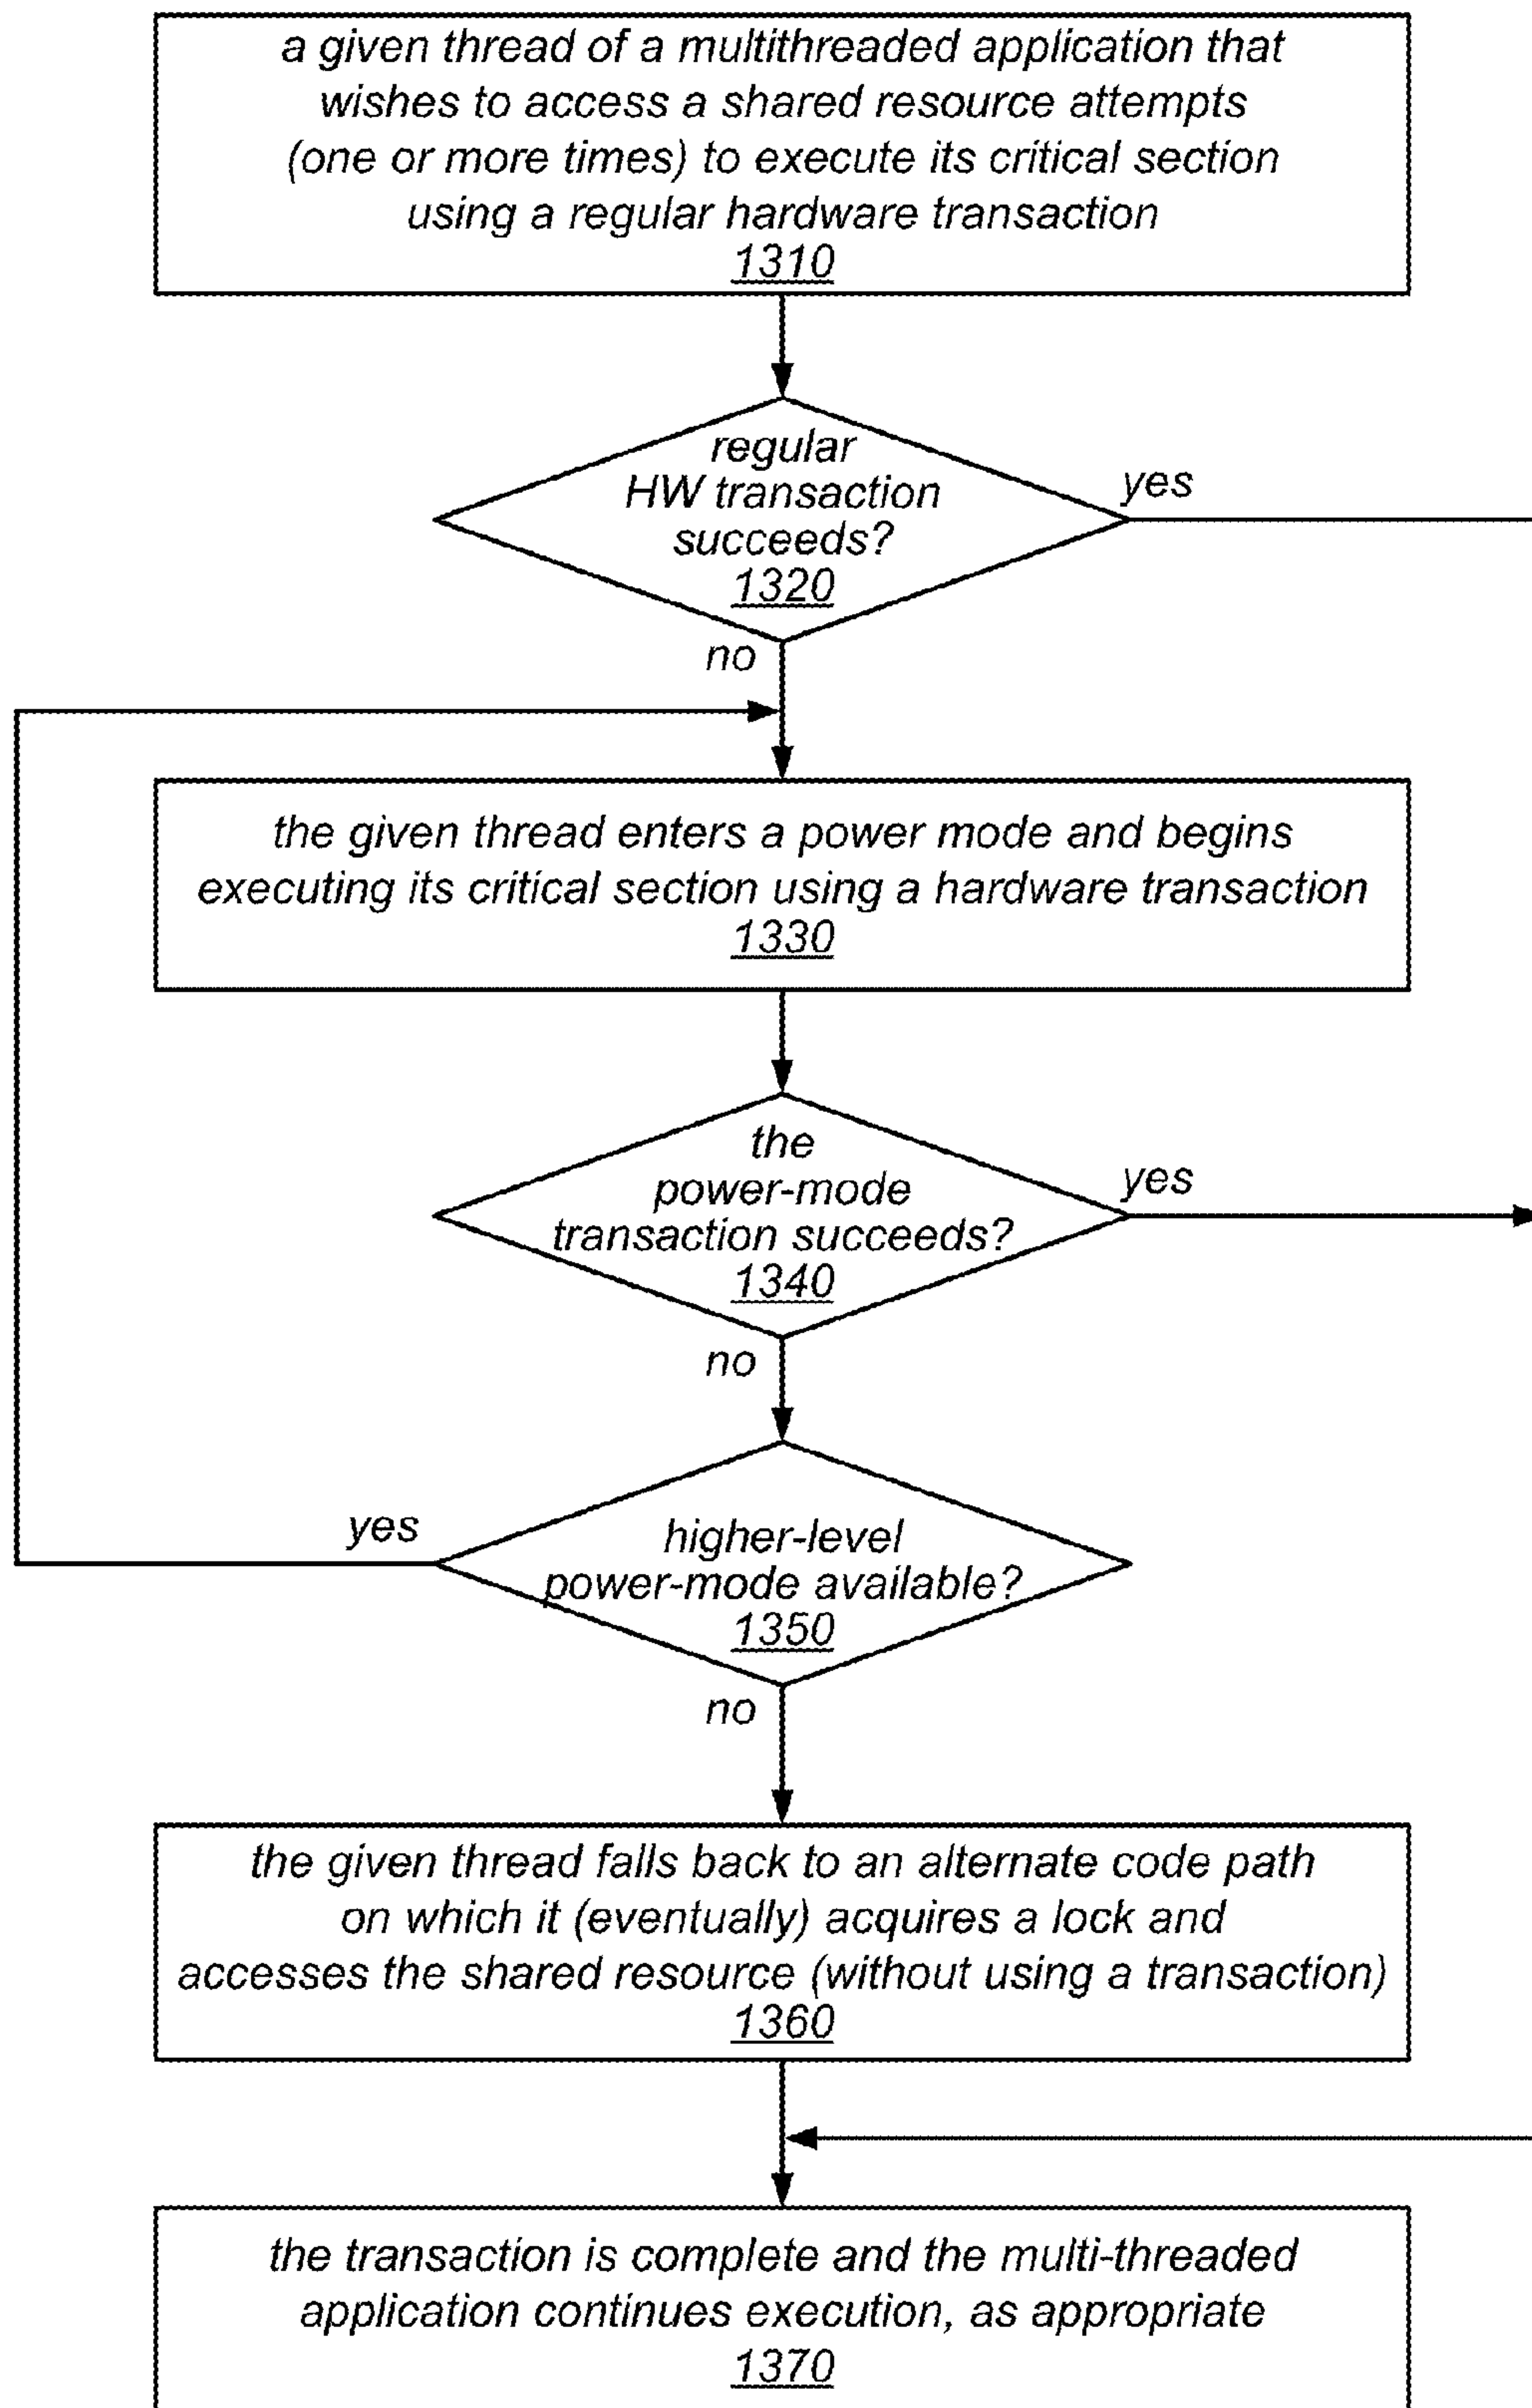 a given thread of a multithreaded application that
wishes to access a shared resource attempts
(one or more times) to execute its critical section
using a regular hardware transaction
1310
regular
HW transaction
succeeds?
1320
yes
no
the given thread enters a power mode and begins
executing its critical section using a hardware transaction
1330
the
power-mode
transaction succeeds?
1340
yes
no
yes
higher-level
power-mode available?
1350
no
the given thread falls back to an alternate code path
on which it (eventually) acquires a lock and
accesses the shared resource (without using a transaction)
1360
the transaction is complete and the multi-threaded
application continues execution, as appropriate
1370